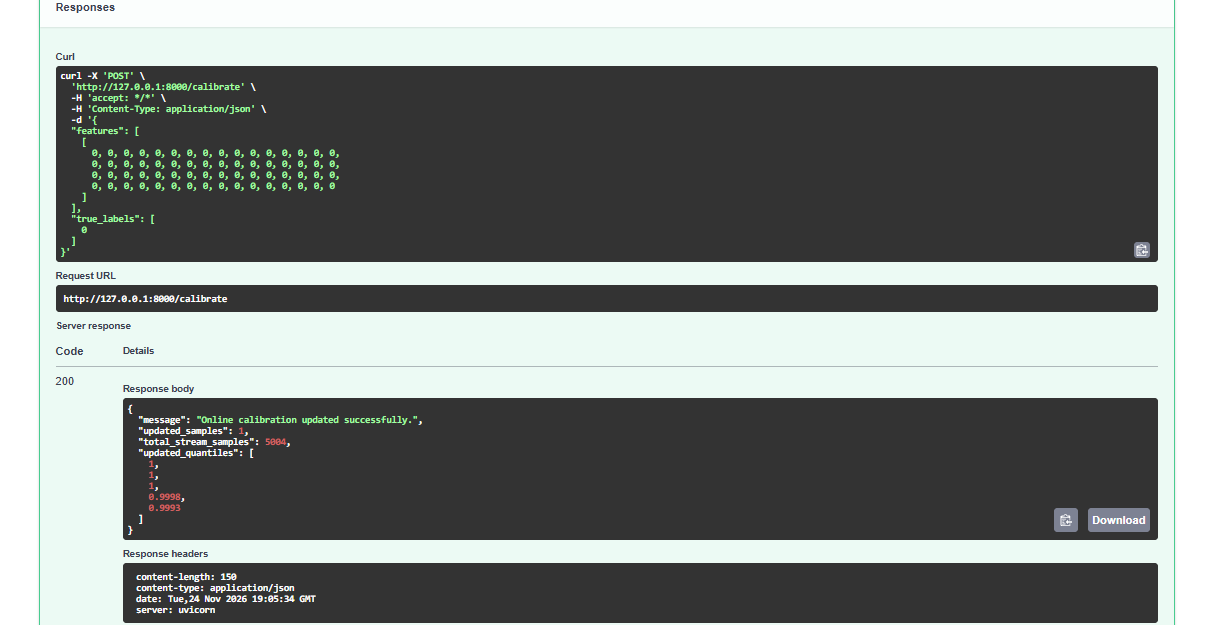 Responses
Curl
curl -X 'POST' \
  'http://127.0.0.1:8000/calibrate' \
  -H 'accept: */*' \
  -H 'Content-Type: application/json' \
  -d '{
  "features": [
    [
      0, 0, 0, 0, 0, 0, 0, 0, 0, 0, 0, 0, 0, 0, 0, 0,
      0, 0, 0, 0, 0, 0, 0, 0, 0, 0, 0, 0, 0, 0, 0, 0,
      0, 0, 0, 0, 0, 0, 0, 0, 0, 0, 0, 0, 0, 0, 0, 0,
      0, 0, 0, 0, 0, 0, 0, 0, 0, 0, 0, 0, 0, 0, 0, 0
    ]
  ],
  "true_labels": [
    0
  ]
}'
Request URL
http://127.0.0.1:8000/calibrate
Server response
Code Details
200
Response body
{
  "message": "Online calibration updated successfully.",
  "updated_samples": 1,
  "total_stream_samples": 5004,
  "updated_quantiles": [
    1,
    1,
    1,
    0.9998,
    0.9993
  ]
}
Download
Response headers
content-length: 150
content-type: application/json
date: Tue,24 Nov 2026 19:05:34 GMT
server: uvicorn